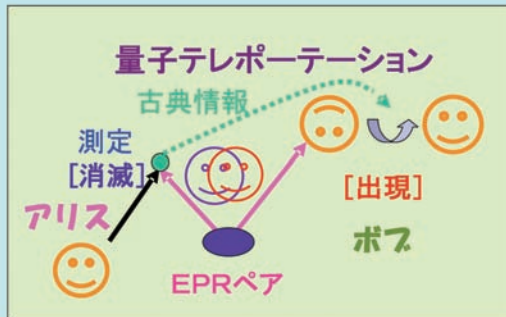 量子テレポーテーション
古典情報
測定
[消滅]
アリス
[出現]
ボブ
EPRペア